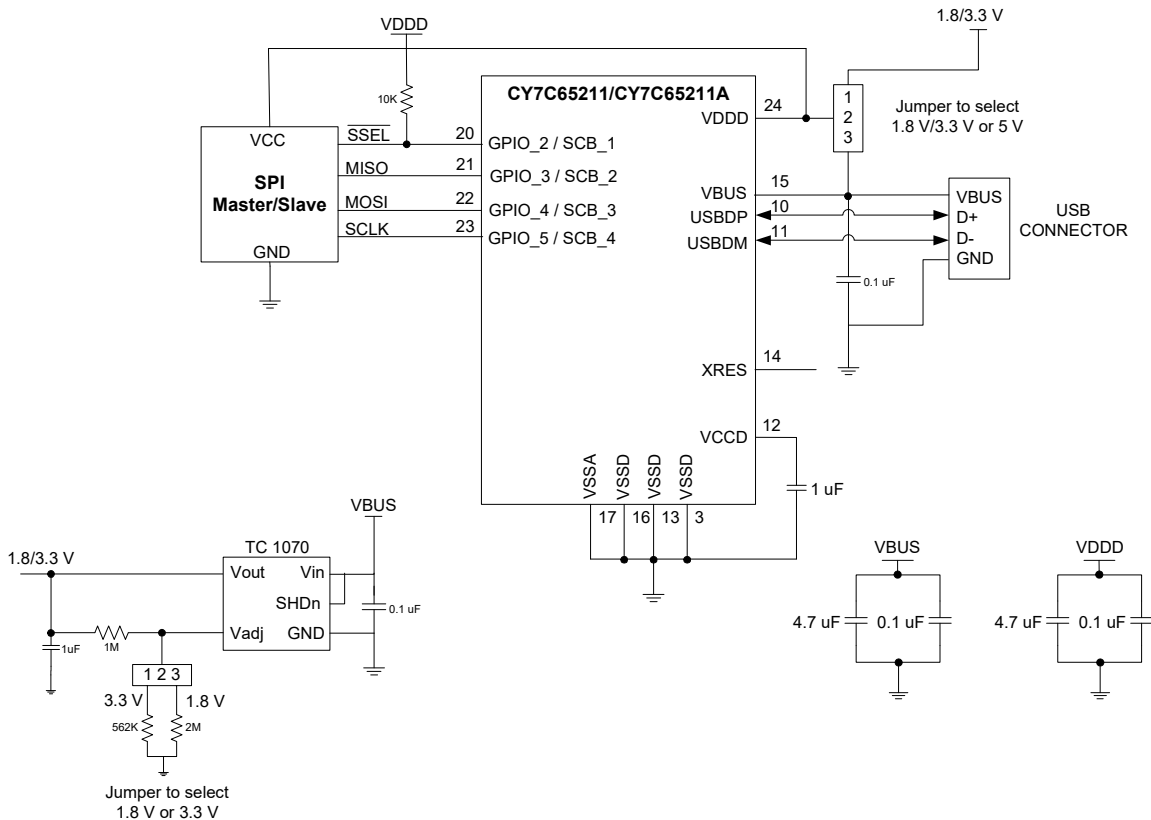 1.8/3.3 V
VDDD
CY7C65211/CY7C65211A
10K
VCC
SPI
Master/Slave
GND
SSEL
MISO
MOSI
SCLK
20
21
22
23
GPIO_2 / SCB_1
GPIO_3 / SCB_2
GPIO_4 / SCB_3
GPIO_5 / SCB_4
VDDD
24
1
2
3
Jumper to select
1.8 V/3.3 V or 5 V
VBUS
15
USBDP
10
USBDM
11
VBUS
D+
D-
GND
USB
CONNECTOR
0.1 uF
XRES
14
VCCD
12
1 uF
VSSA
VSSD
VSSD
VSSD
17
16
13
3
VBUS
TC 1070
1.8/3.3 V
Vout
Vin
SHDn
Vadj
GND
0.1 uF
1uF
1M
1 2 3
3.3 V
1.8 V
562K
2M
Jumper to select
1.8 V or 3.3 V
VBUS
4.7 uF
0.1 uF
VDDD
4.7 uF
0.1 uF